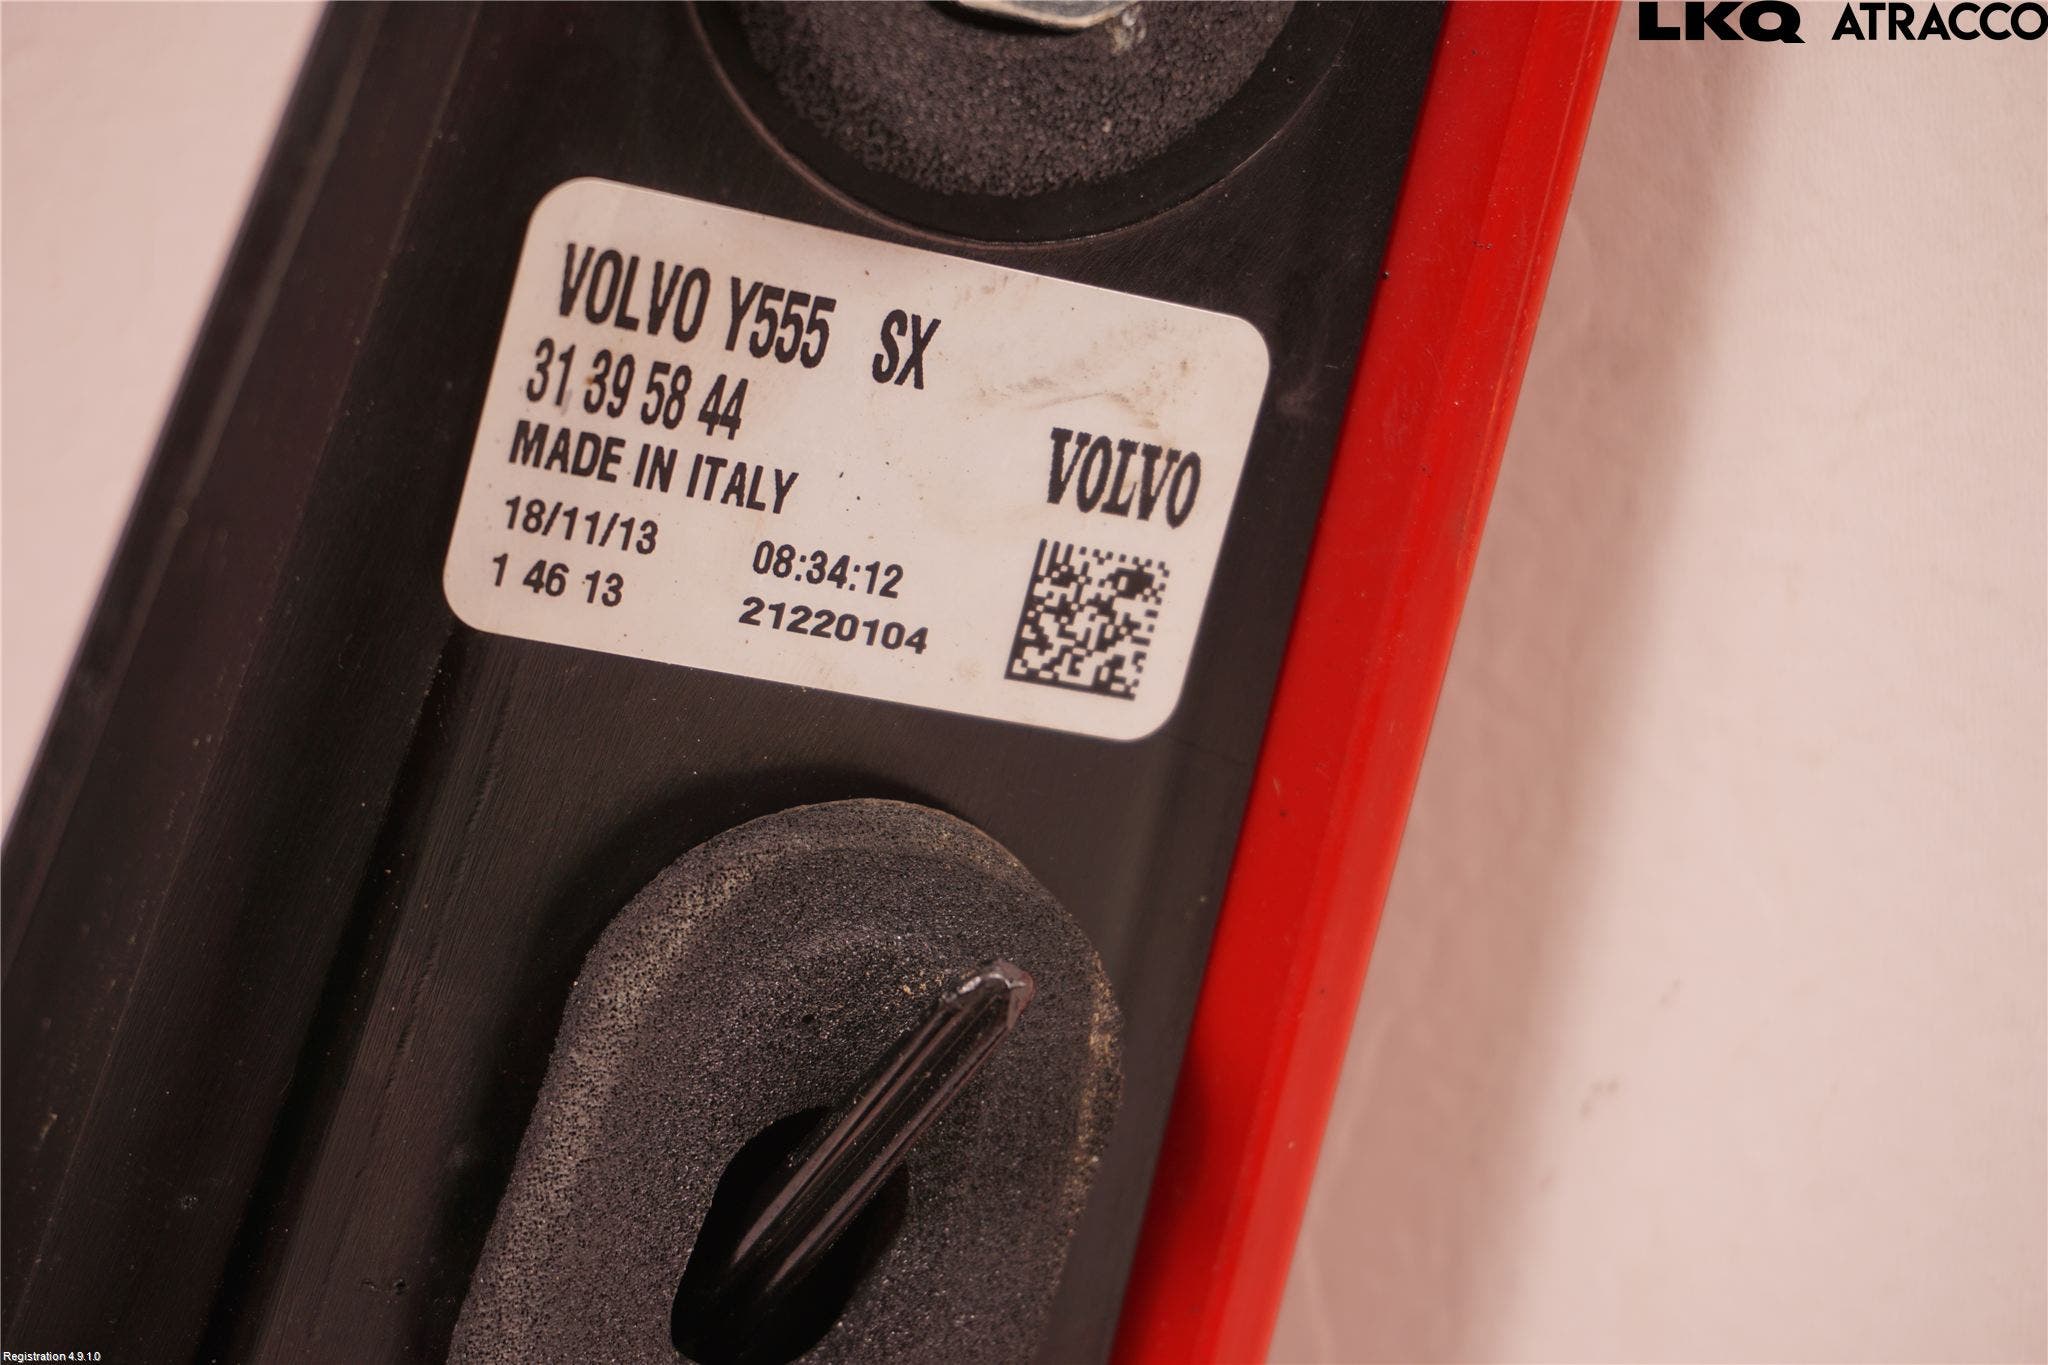 LKQ ATRACCO
VOLVO Y555 SX
31 39 58 44
MADE IN ITALY
VOLVO
18/11/13 08:34:12
1 46 13 21220104
Registration 4.9.1.0